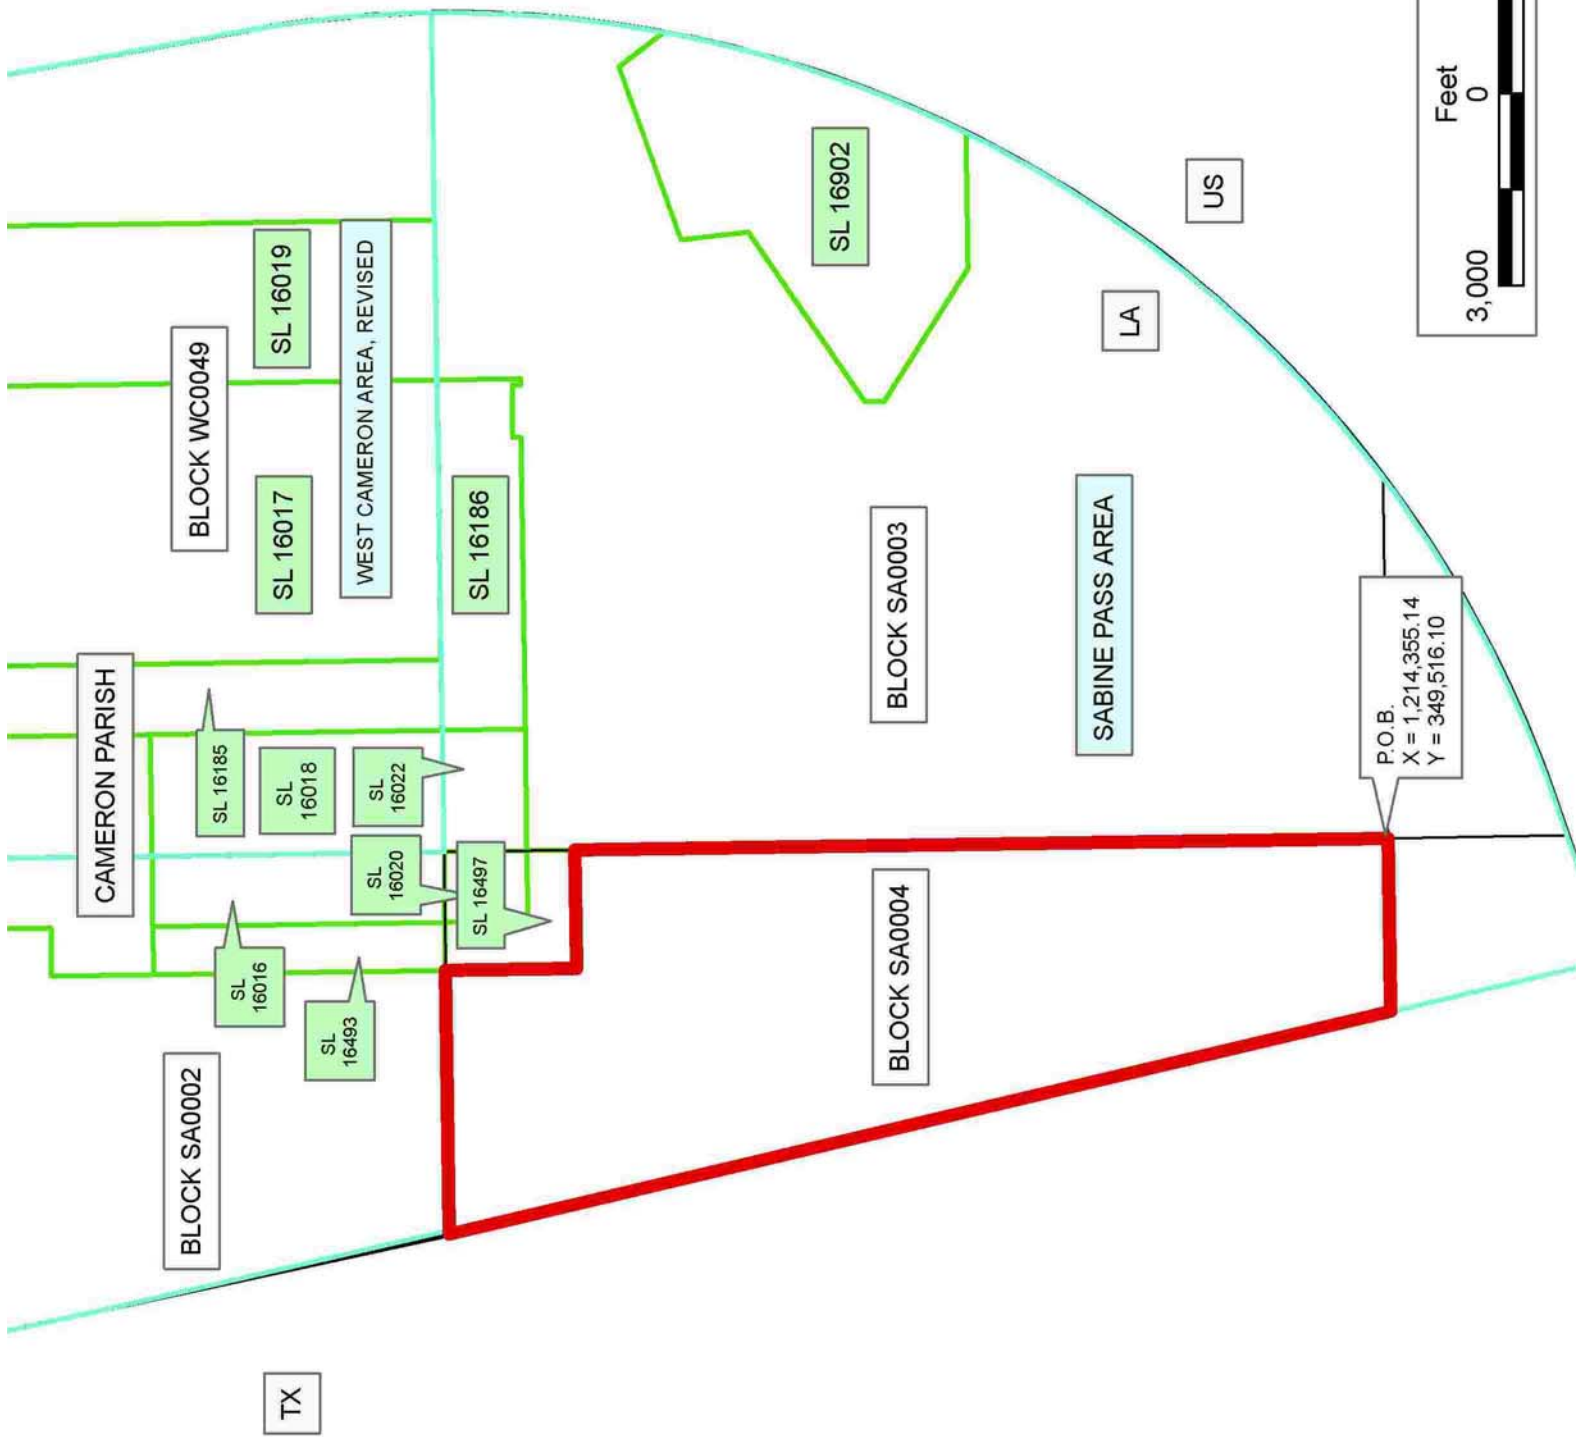 TX
BLOCK SA0002
CAMERON PARISH
BLOCK WC0049
SL
16016
SL
16493
SL 16185
SL
16018
SL
16022
SL
16020
SL 16497
SL 16017
SL 16019
WEST CAMERON AREA, REVISED
SL 16186
SL 16902
BLOCK SA0004
BLOCK SA0003
SABINE PASS AREA
LA
US
P.O.B.
X = 1,214,355.14
Y = 349,516.10
Feet
3,000
0